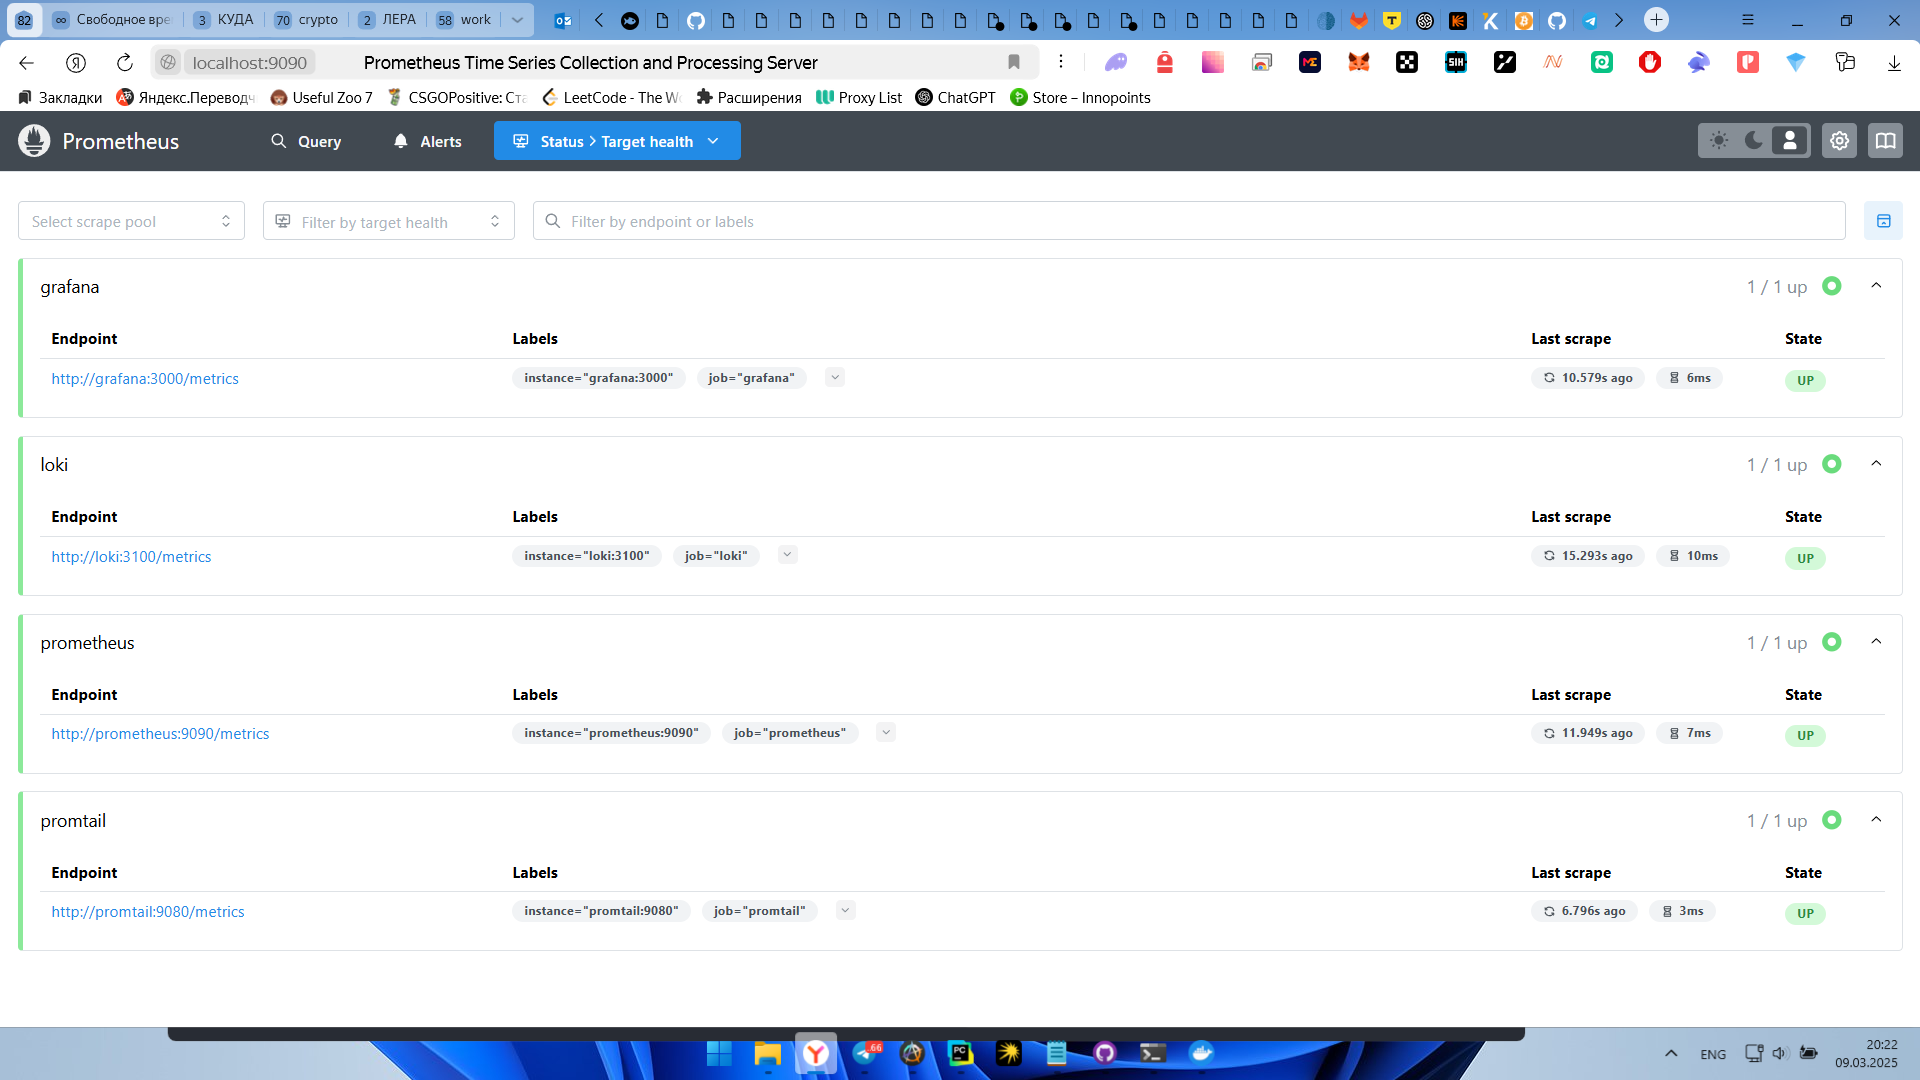 82 Свободное вре 3 КУДА 70 crypto 2 ЛЕРА 58 work
localhost:9090 Prometheus Time Series Collection and Processing Server
Закладки Яндекс.Переводч Useful Zoo 7 CSGOPositive: Ста LeetCode - The Wo Расширения Proxy List ChatGPT Store – Innopoints
Prometheus Query Alerts Status > Target health
Select scrape pool Filter by target health Filter by endpoint or labels
grafana 1 / 1 up
Endpoint Labels Last scrape State
http://grafana:3000/metrics instance="grafana:3000" job="grafana" 10.579s ago 6ms UP
loki 1 / 1 up
Endpoint Labels Last scrape State
http://loki:3100/metrics instance="loki:3100" job="loki" 15.293s ago 10ms UP
prometheus 1 / 1 up
Endpoint Labels Last scrape State
http://prometheus:9090/metrics instance="prometheus:9090" job="prometheus" 11.949s ago 7ms UP
promtail 1 / 1 up
Endpoint Labels Last scrape State
http://promtail:9080/metrics instance="promtail:9080" job="promtail" 6.796s ago 3ms UP
66 ENG 20:22
09.03.2025